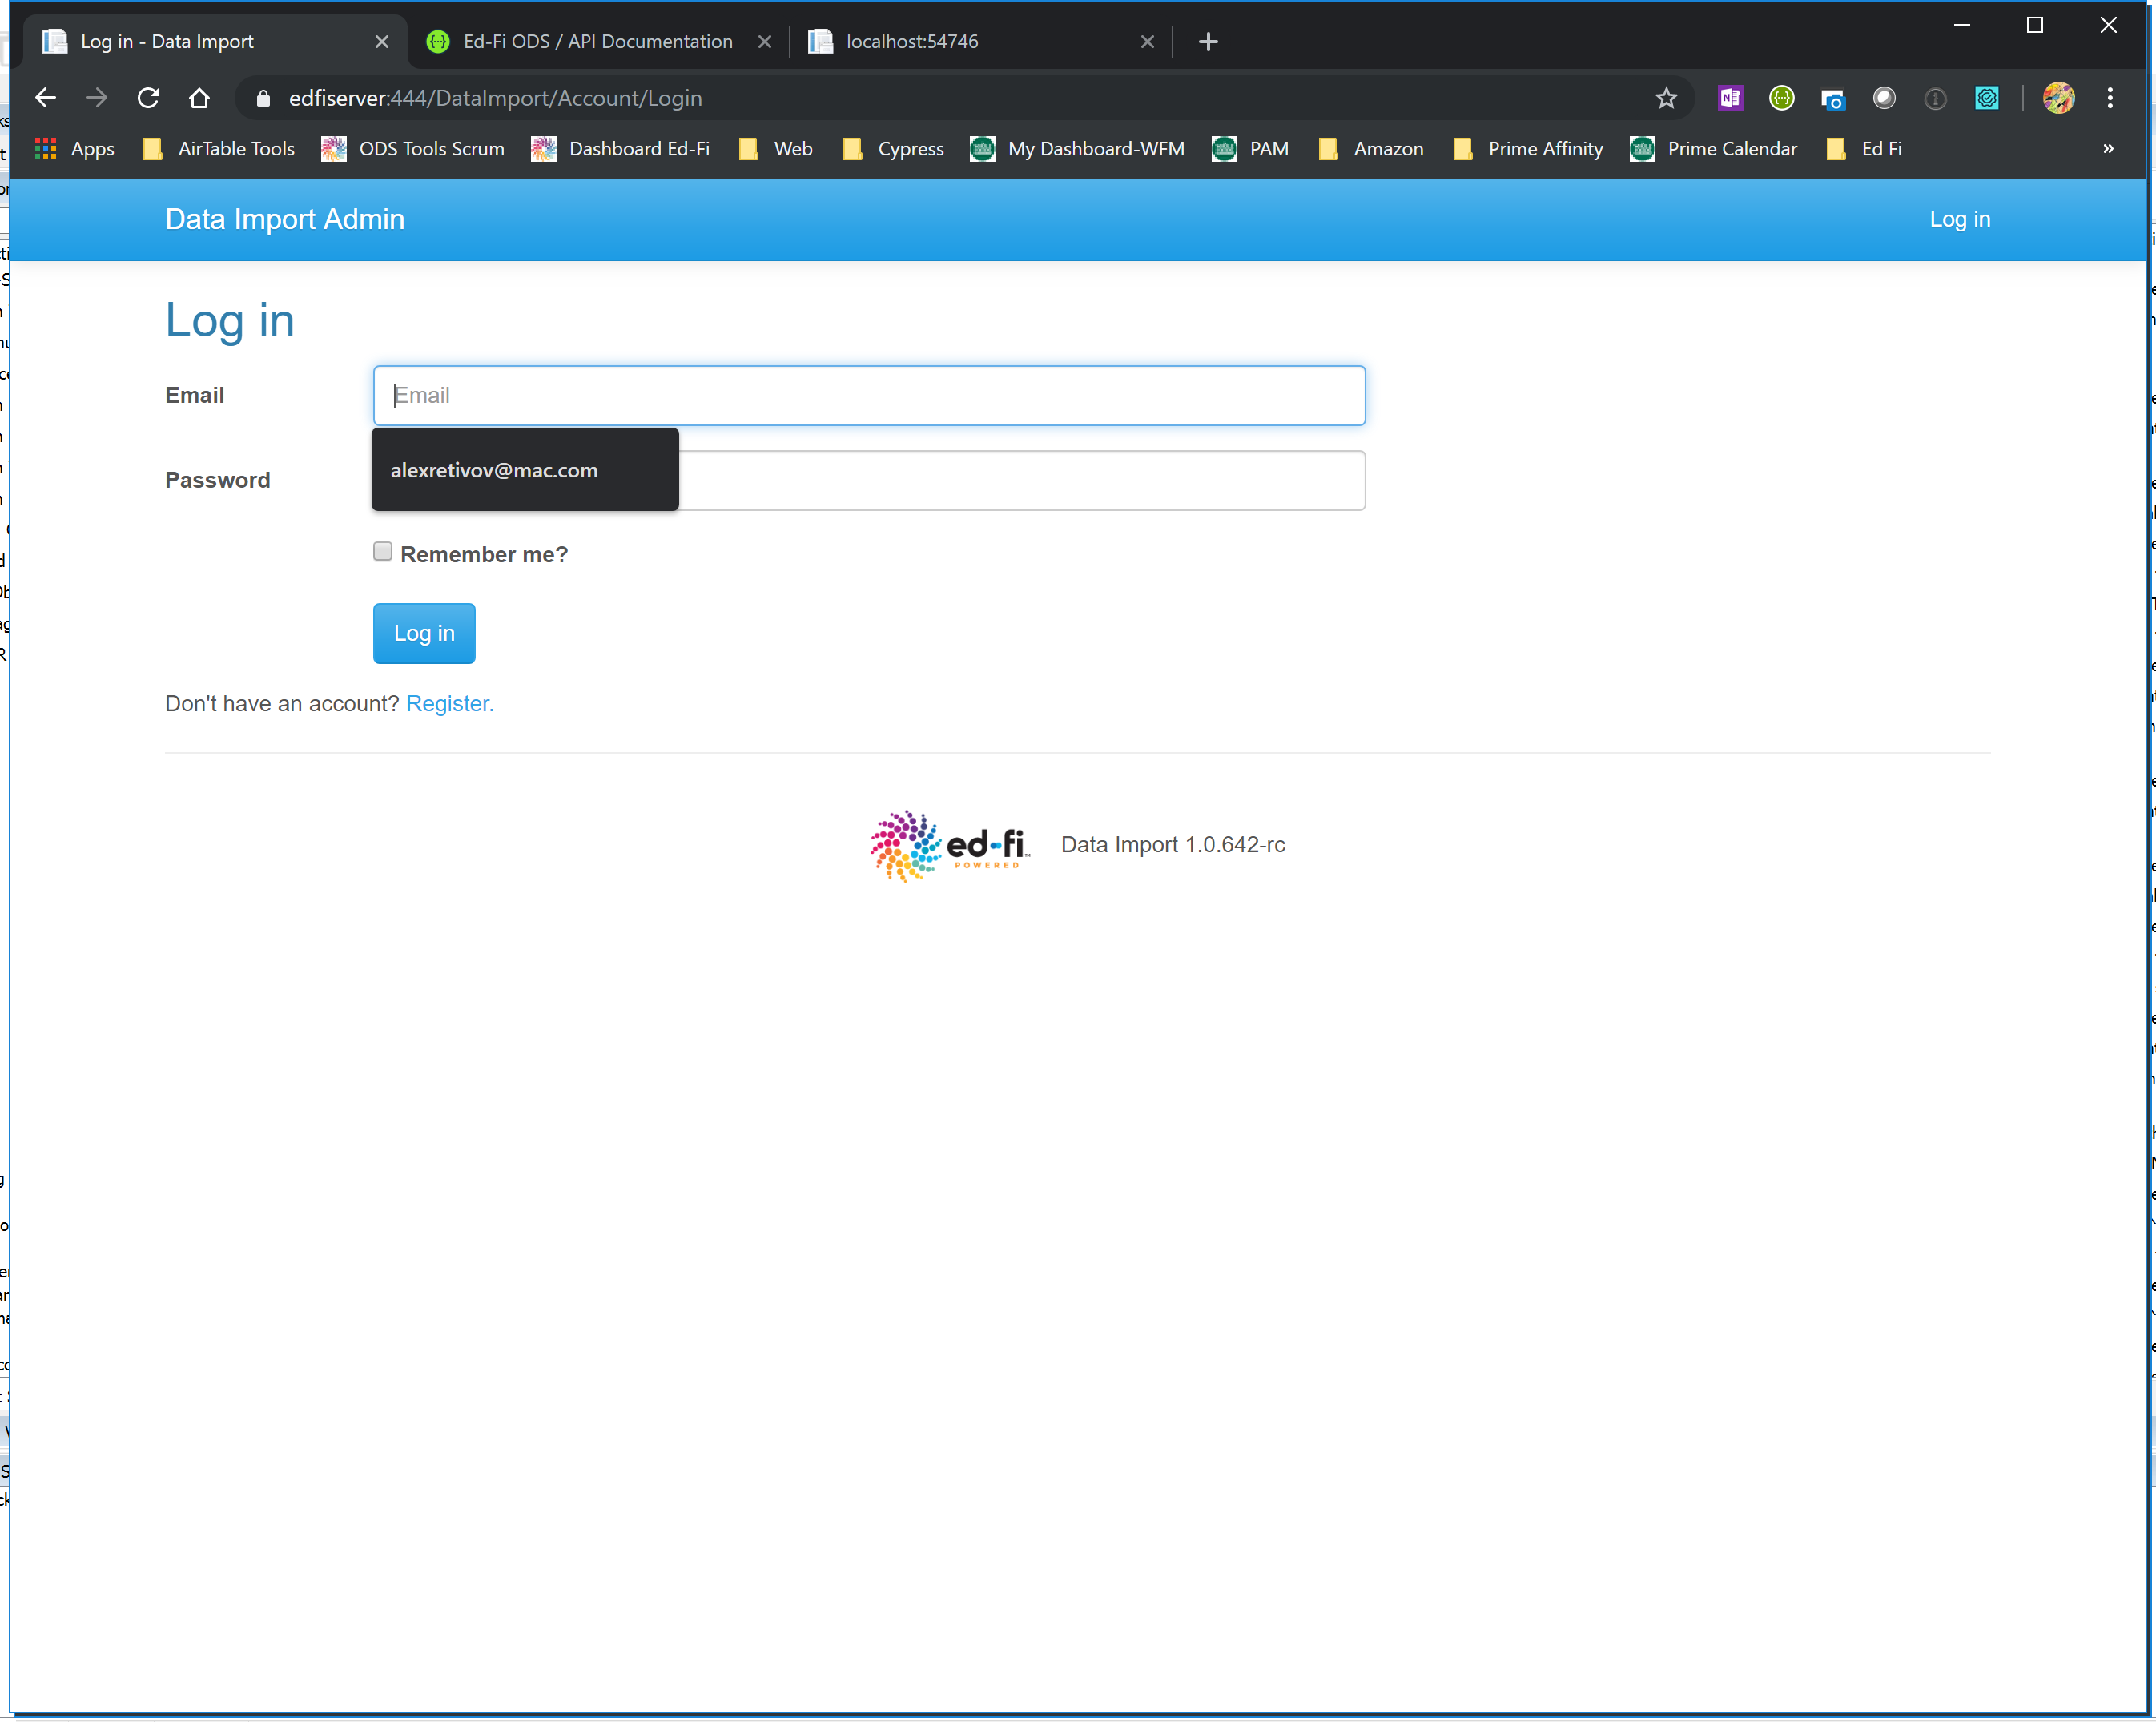 Log in - Data Import
Ed-Fi ODS / API Documentation
localhost:54746
edfiserver:444/DataImport/Account/Login
Apps AirTable Tools ODS Tools Scrum Dashboard Ed-Fi Web Cypress My Dashboard-WFM PAM Amazon Prime Affinity Prime Calendar Ed Fi »
Data Import Admin Log in
Log in
Email Email
alexretivov@mac.com
Password
Remember me?
Log in
Don't have an account? Register.
ed-fi™
POWERED
Data Import 1.0.642-rc